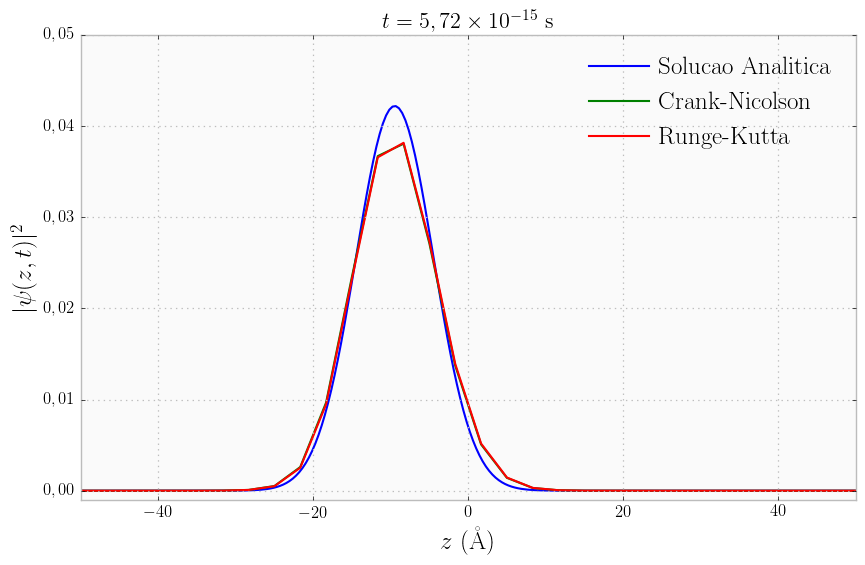 t = 5,72 × 10⁻¹⁵ s
0,05
0,04
0,03
0,02
0,01
0,00
|ψ(z, t)|²
Solucao Analitica
Crank-Nicolson
Runge-Kutta
−40
−20
0
20
40
z (Å)